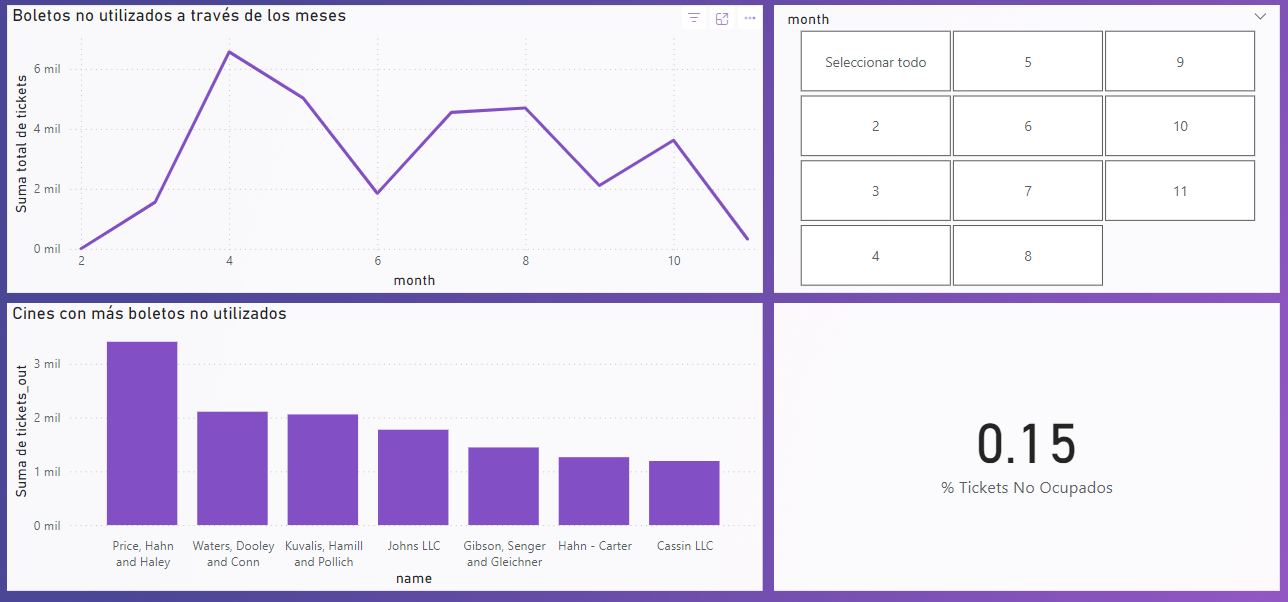 Boletos no utilizados a través de los meses
Suma total de tickets
6 mil
4 mil
2 mil
0 mil
2
4
6
8
10
month
month
Seleccionar todo
5
9
2
6
10
3
7
11
4
8
Cines con más boletos no utilizados
Suma de tickets_out
3 mil
2 mil
1 mil
0 mil
Price, Hahn
and Haley
Waters, Dooley
and Conn
Kuvalis, Hamill
and Pollich
Johns LLC
Gibson, Senger
and Gleichner
Hahn - Carter
Cassin LLC
name
0.15
% Tickets No Ocupados